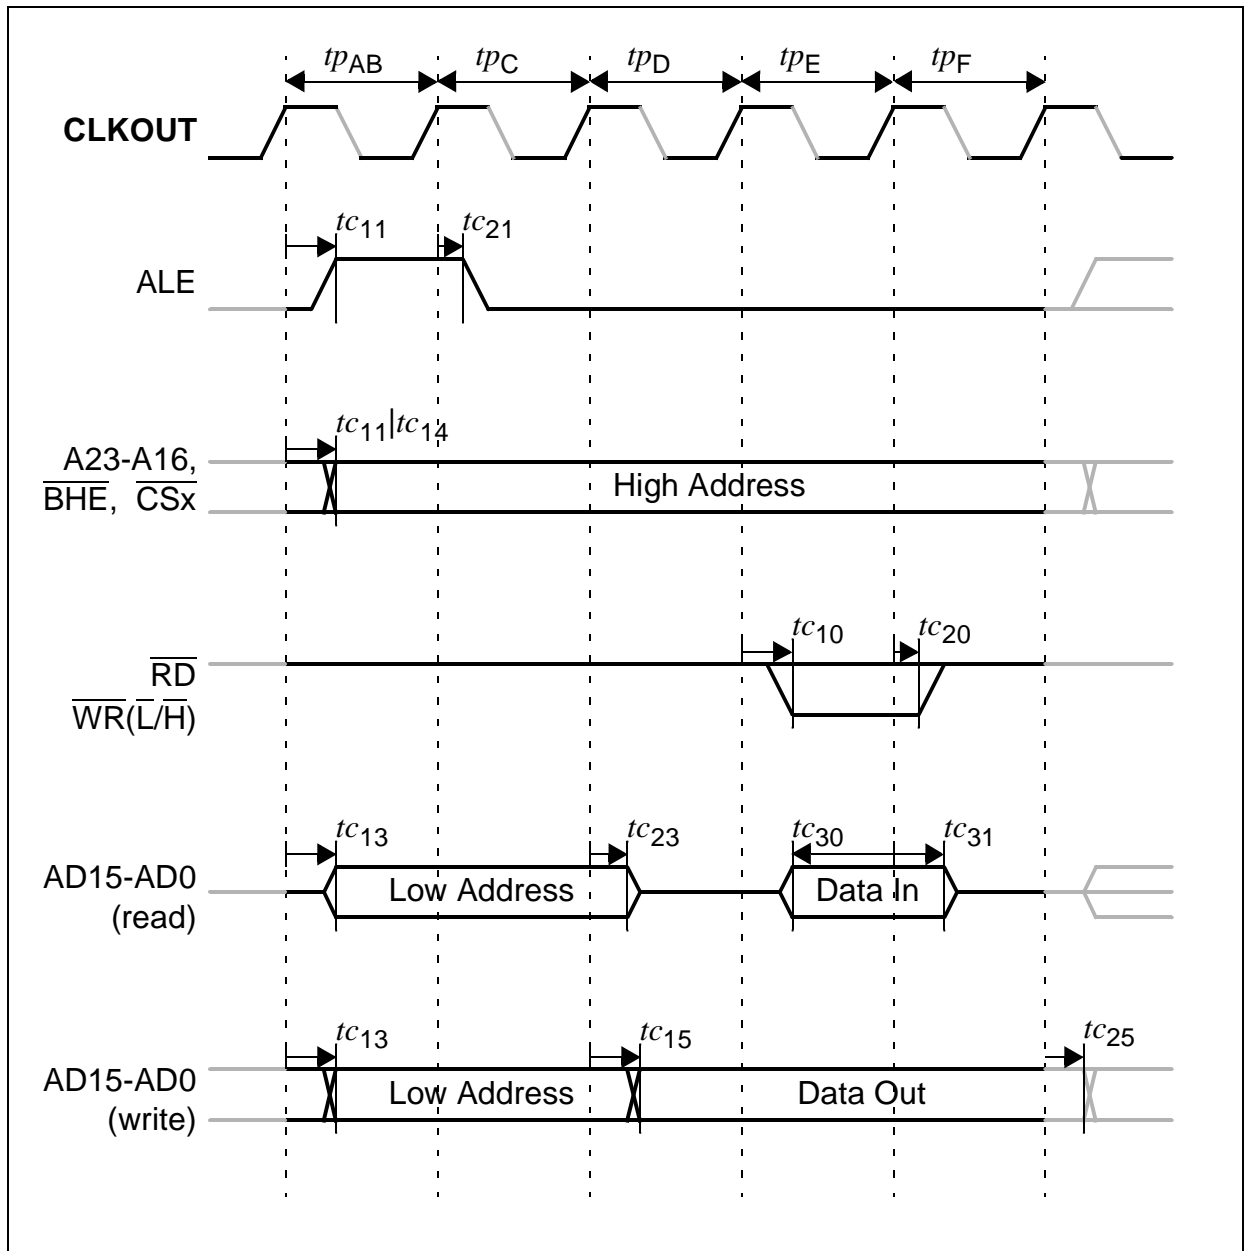 tpAB tpC tpD tpE tpF
CLKOUT
tc11 tc21
ALE
tc11|tc14
A23-A16,
BHE, CSx
High Address
tc10 tc20
RD
WR(L/H)
tc13 tc23 tc30 tc31
AD15-AD0
(read)
Low Address Data In
tc13 tc15 tc25
AD15-AD0
(write)
Low Address Data Out